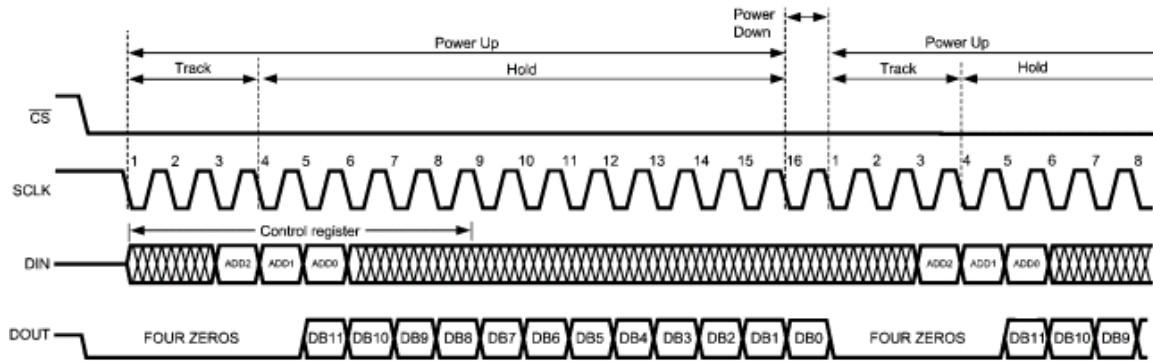 Power Down
Power Up Power Up
Track Hold Track Hold
CS
1 2 3 4 5 6 7 8 9 10 11 12 13 14 15 16 1 2 3 4 5 6 7 8
SCLK
Control register
DIN ADD2 ADD1 ADD0 ADD2 ADD1 ADD0
DOUT FOUR ZEROS DB11 DB10 DB9 DB8 DB7 DB6 DB5 DB4 DB3 DB2 DB1 DB0 FOUR ZEROS DB11 DB10 DB9